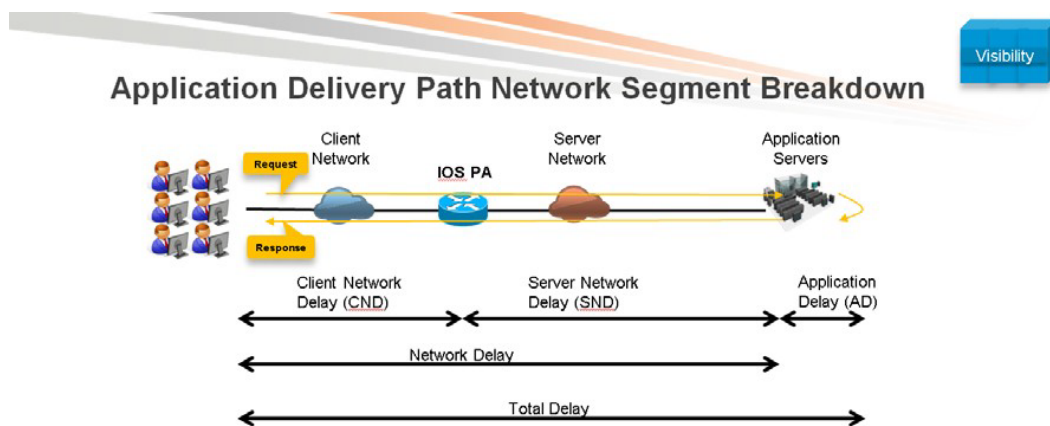 Visibility
Application Delivery Path Network Segment Breakdown
Client
Network
Server
Network
Application
Servers
Request
IOS PA
Response
Client Network
Delay (CND)
Server Network
Delay (SND)
Application
Delay (AD)
Network Delay
Total Delay